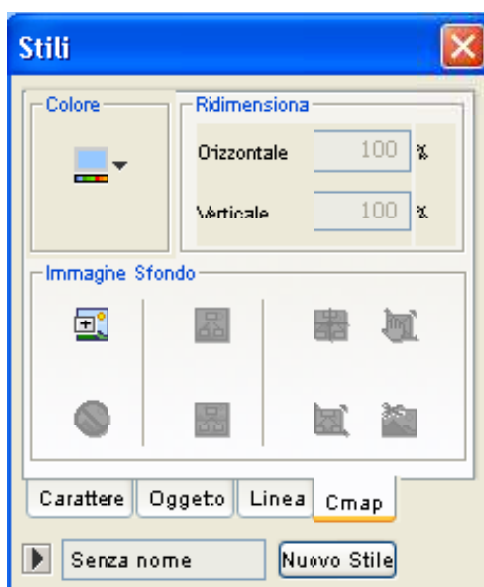 Stili
Colore
Ridimensiona
Orizzontale 100 %
Verticale 100 %
Immagine Sfondo
Carattere Oggeto Linea Cmap
Senza nome Nuovo Stile